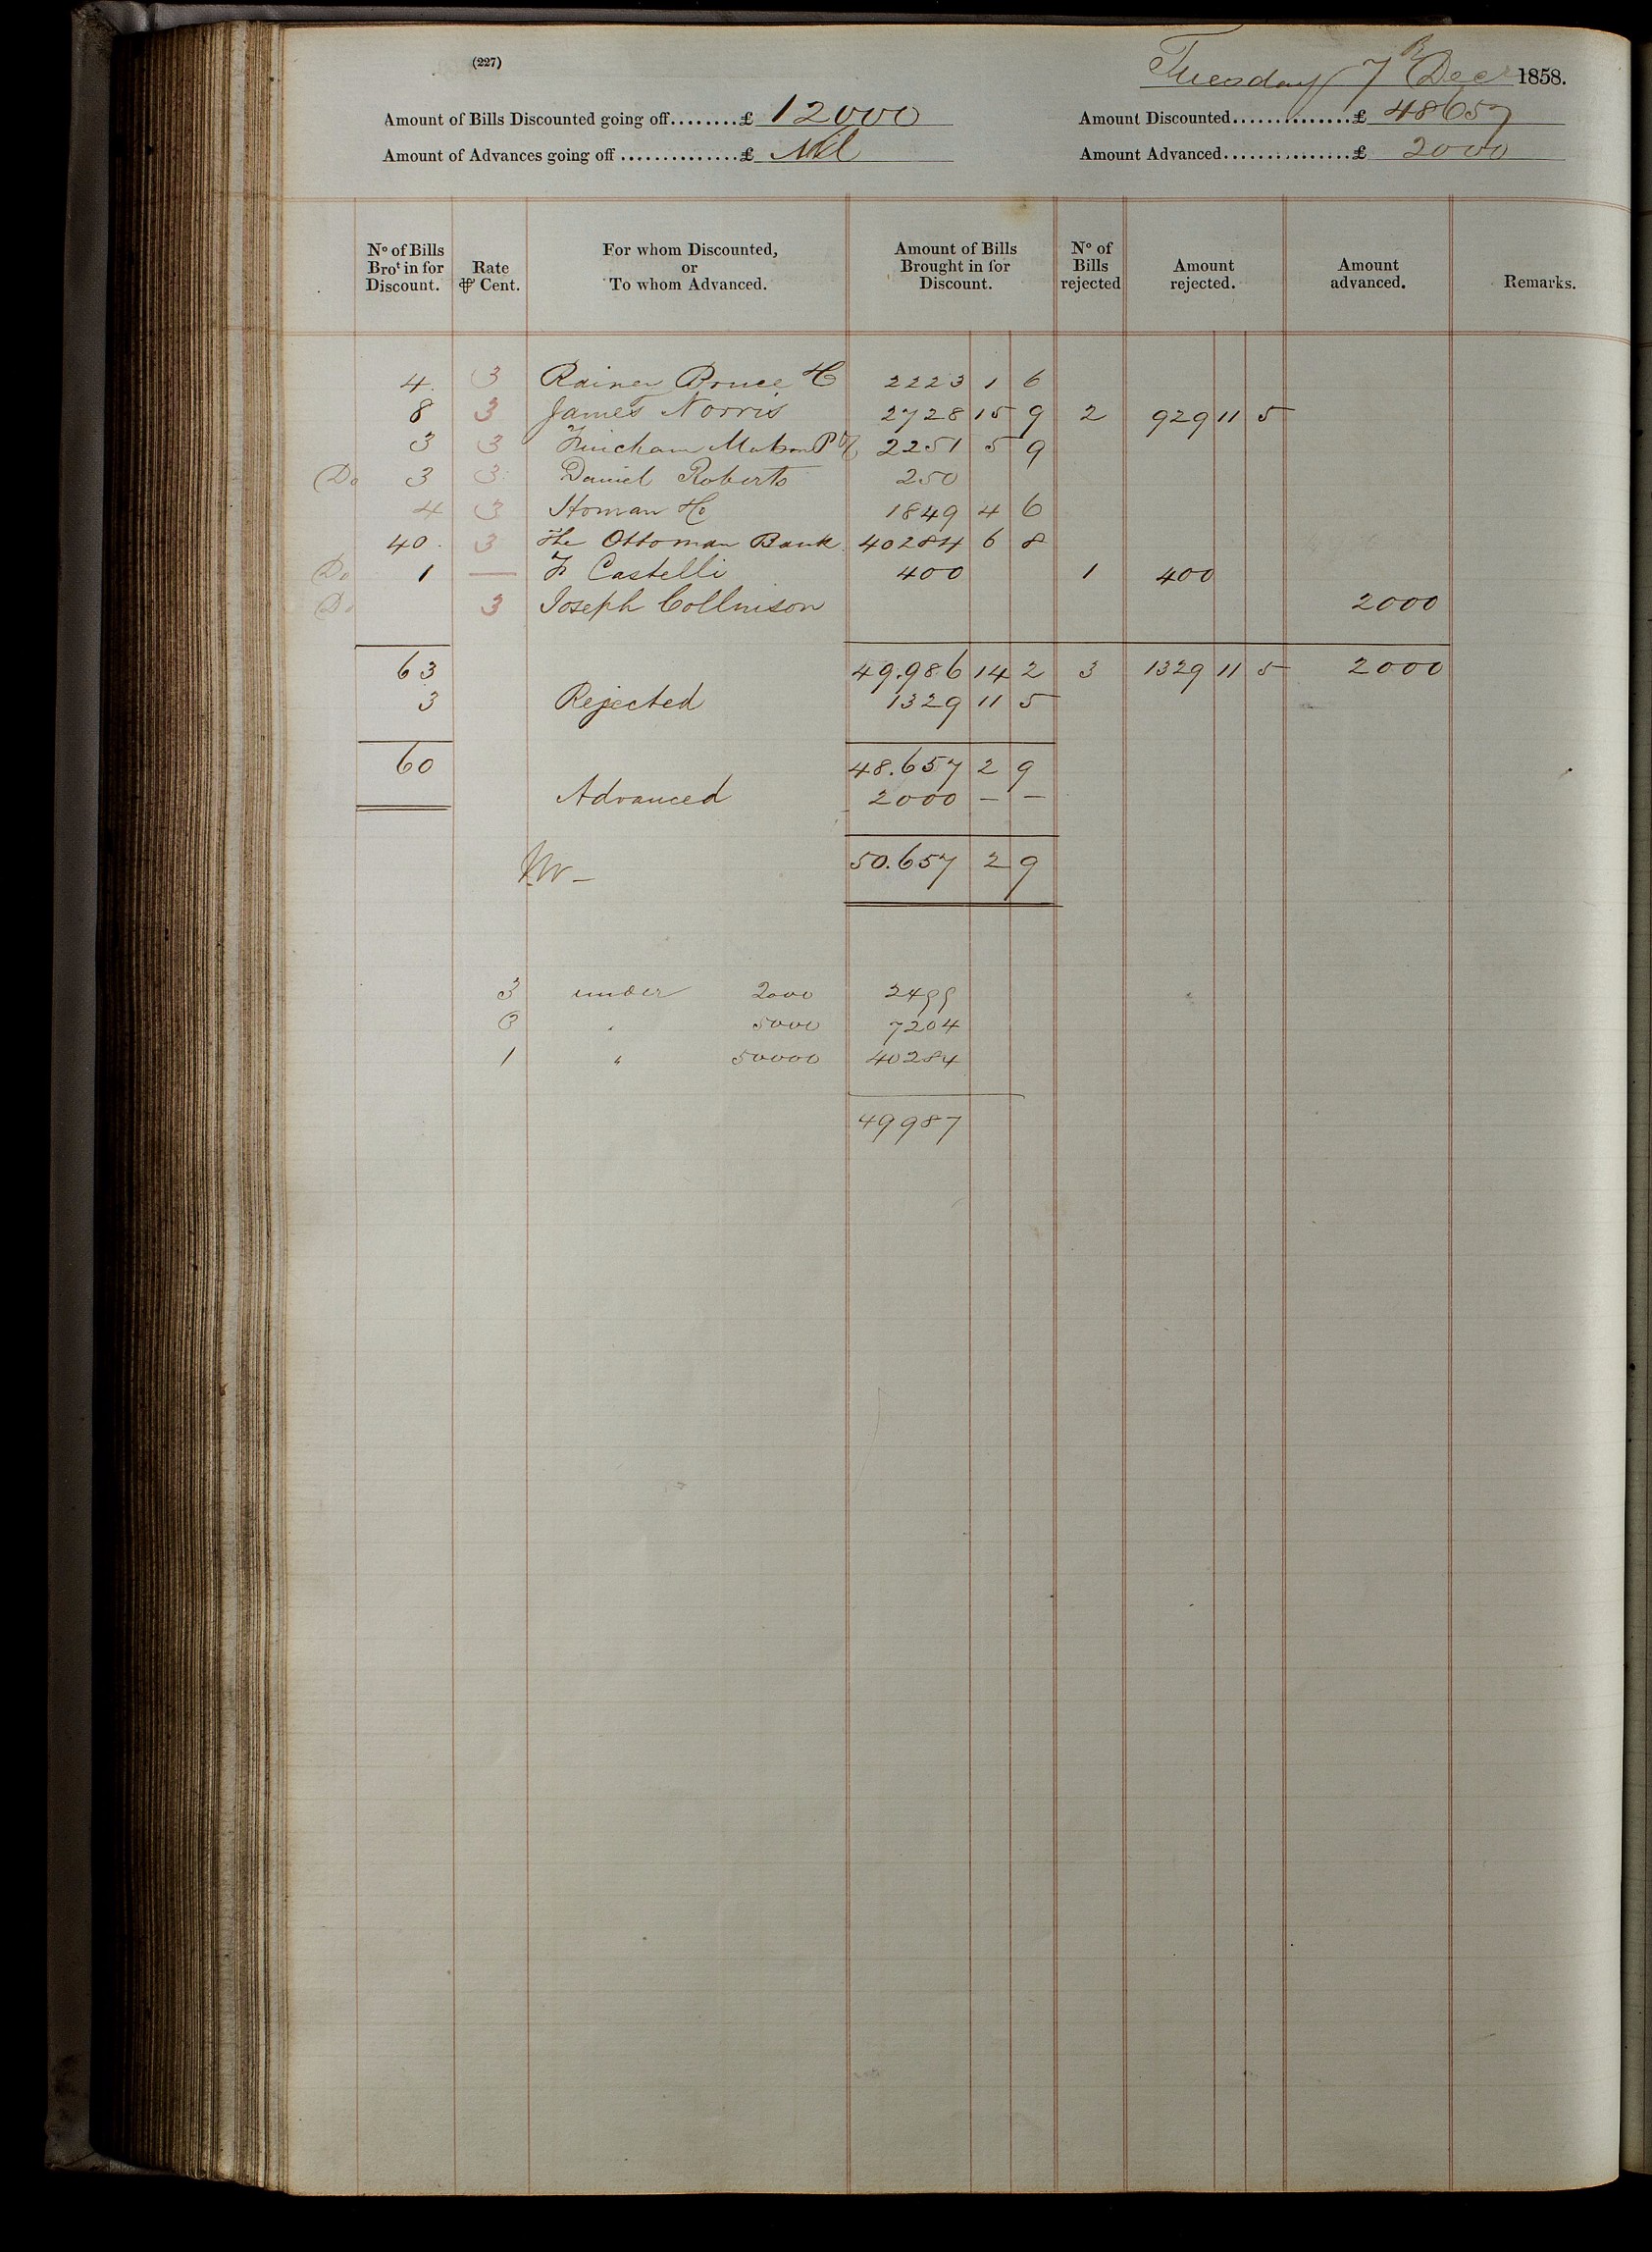 (227)
Tuesday 7 Decr 1858.
Amount of Bills Discounted going off........£ 12000 Amount Discounted..............£ 48657
Amount of Advances going off..............£ Nil Amount Advanced...............£ 2000
No of Bills Brot in for Discount. Rate ⅌ Cent. For whom Discounted, or To whom Advanced. Amount of Bills Brought in for Discount. No of Bills rejected Amount rejected. Amount advanced. Remarks.
4 3 Rainer Bruce & Co 2223 1 6
8 3 James Norris 2728 15 9 2 929 11 5
3 3 Fincham 2251 5 9
Do 3 3 Daniel Roberts 250
4 3 Homan & Co 1849 4 6
40 3 The Ottoman Bank 40284 6 8
Do 1 — F Castelli 400 1 400
Do 3 Joseph Collinson 2000
63 49.986 14 2 3 1329 11 5 2000
3 Rejected 1329 11 5
60 48.657 2 9
Advanced 2000 — —
50.657 2 9
3 under 2000 2499
3 " 5000 7204
1 " 50000 40284
49987